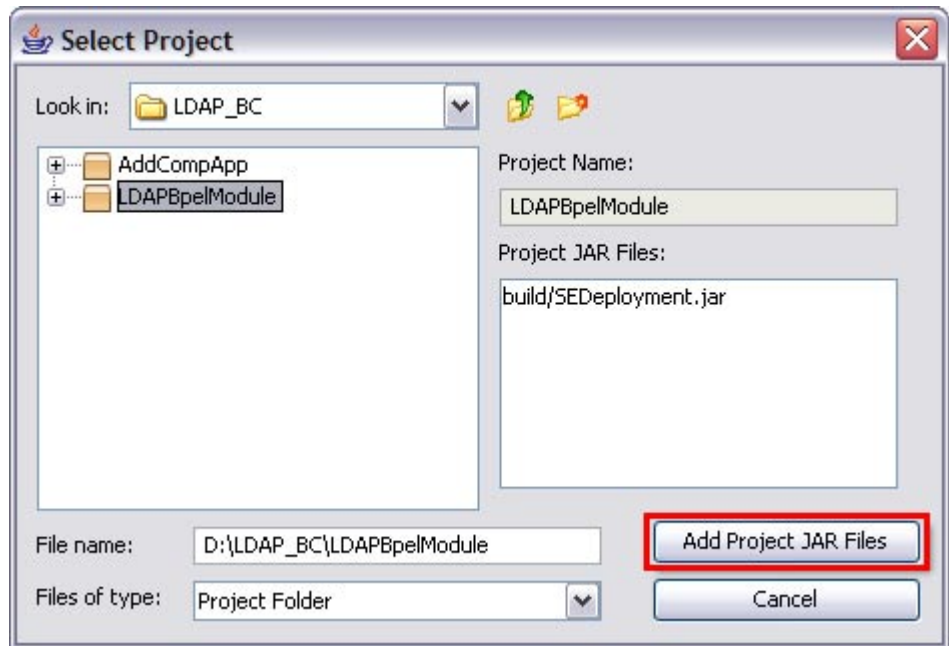 Select Project
Look in:
LDAP_BC
AddCompApp
LDAPBpelModule
Project Name:
LDAPBpelModule
Project JAR Files:
build/SEDeployment.jar
File name:
D:\LDAP_BC\LDAPBpelModule
Add Project JAR Files
Files of type:
Project Folder
Cancel